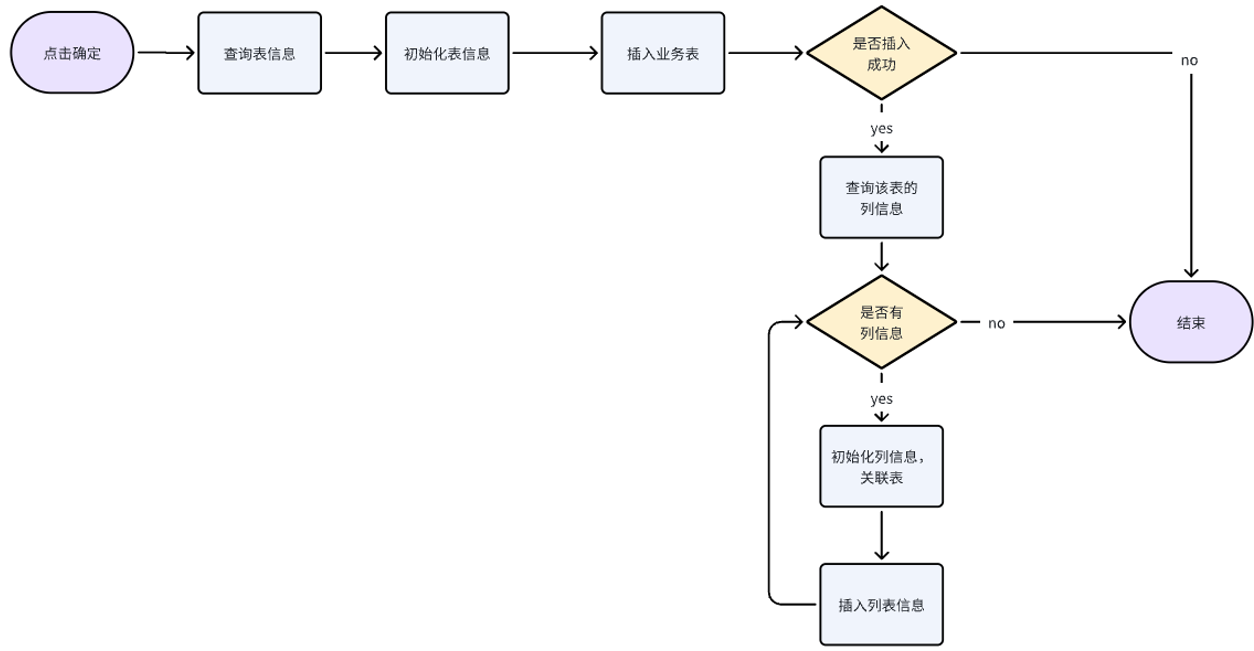 点击确定
查询表信息
初始化表信息
插入业务表
是否插入
成功
no
yes
查询该表的
列信息
是否有
列信息
no
结束
yes
初始化列信息，
关联表
插入列表信息